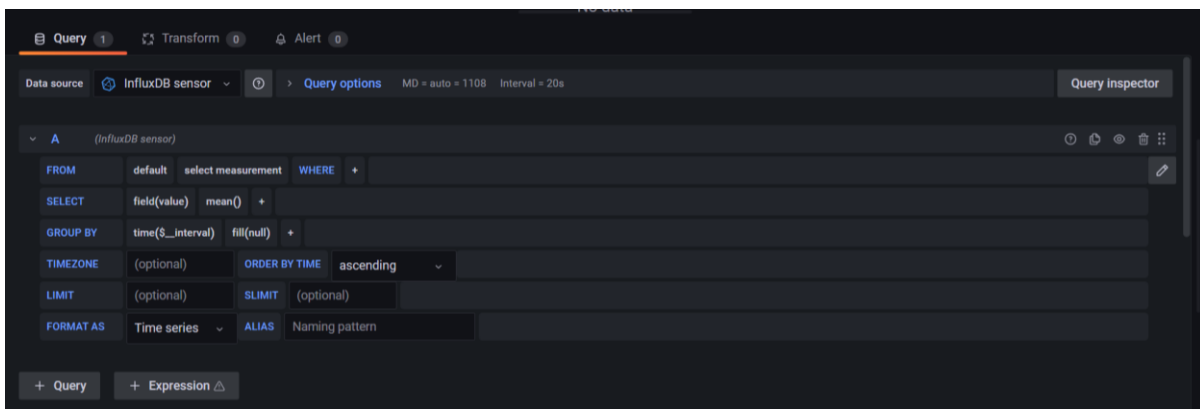 No data
Query 1 Transform 0 Alert 0
Data source InfluxDB sensor Query options MD = auto = 1108 Interval = 20s Query inspector
A (InfluxDB sensor)
FROM default select measurement WHERE +
SELECT field(value) mean() +
GROUP BY time($__interval) fill(null) +
TIMEZONE (optional) ORDER BY TIME ascending
LIMIT (optional) SLIMIT (optional)
FORMAT AS Time series ALIAS Naming pattern
+ Query + Expression